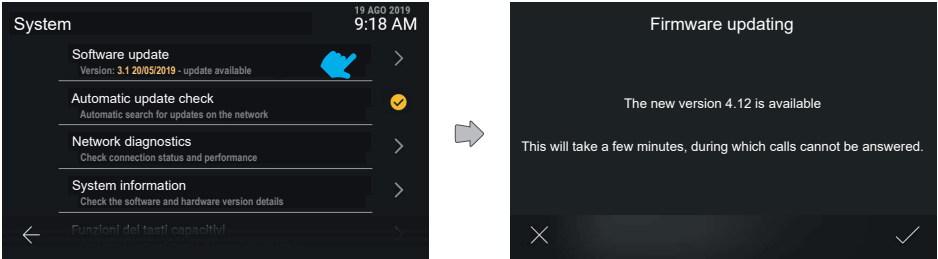 19 AGO 2019
System
9:18 AM
Software update
Version: 3.1 20/05/2019 - update available
Automatic update check
Automatic search for updates on the network
Network diagnostics
Check connection status and performance
System information
Check the software and hardware version details
Funzioni dei tasti capacitivi
Firmware updating
The new version 4.12 is available
This will take a few minutes, during which calls cannot be answered.